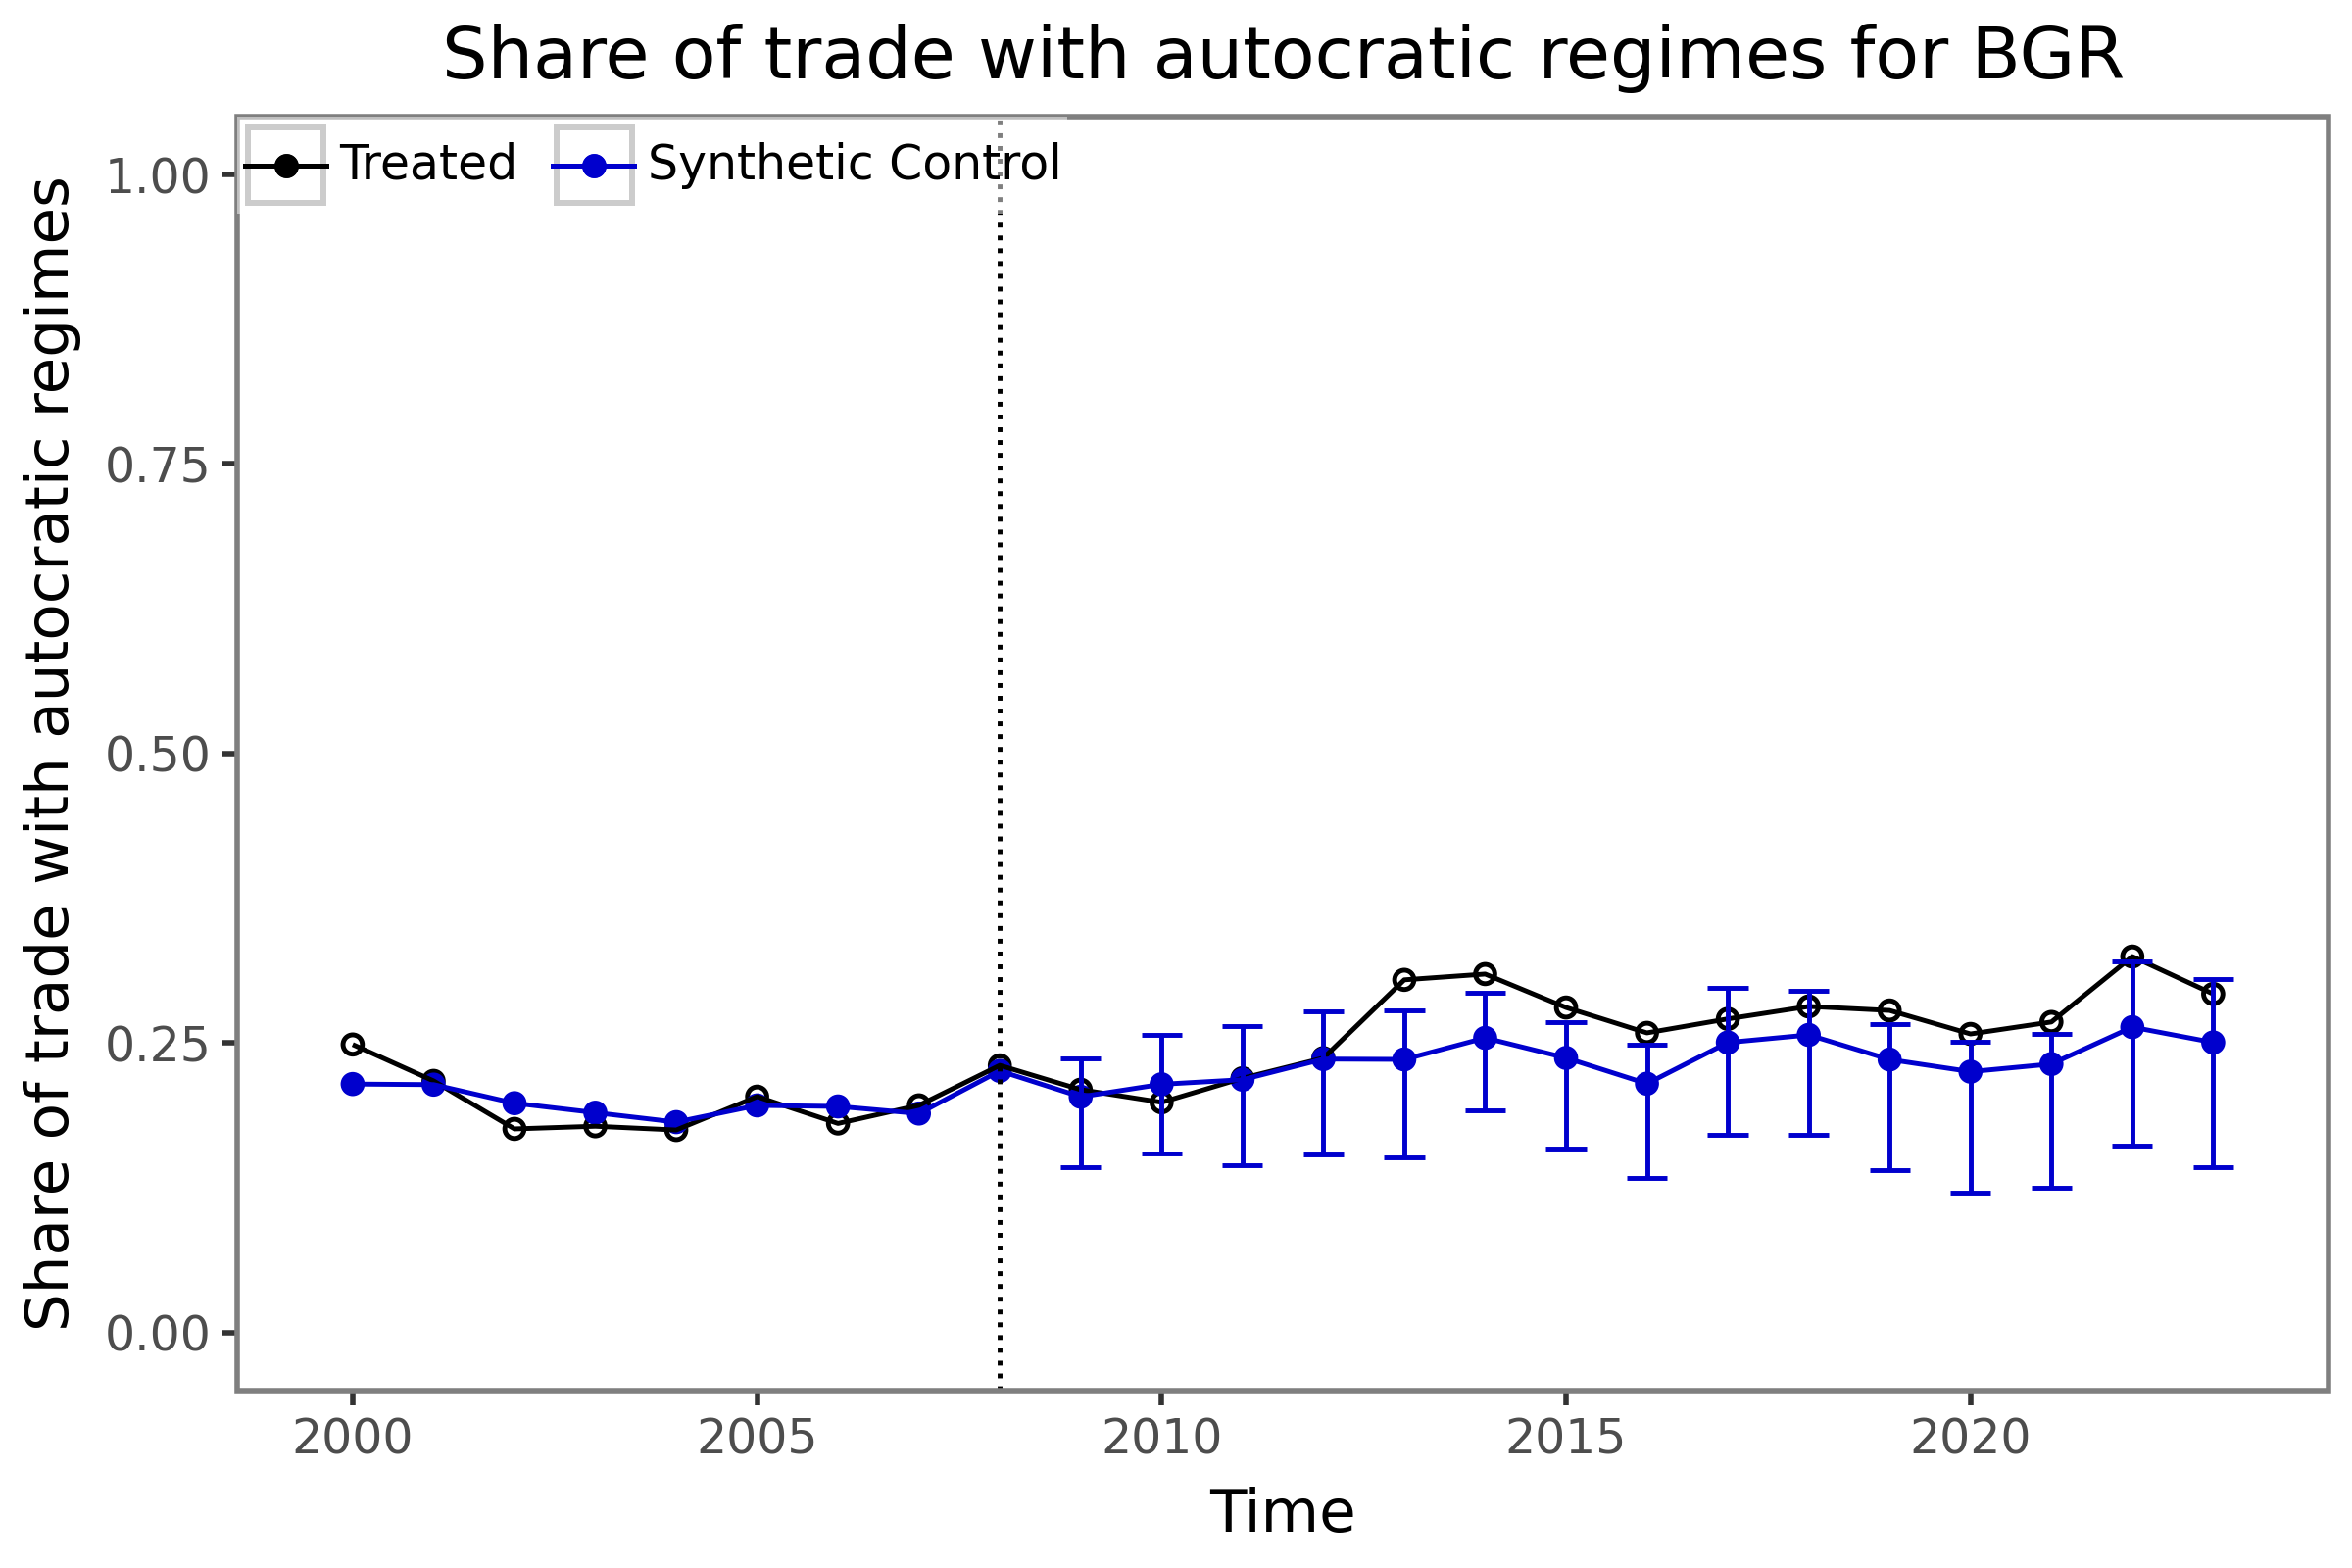 Share of trade with autocratic regimes for BGR
Treated
Synthetic Control
Share of trade with autocratic regimes
1.00
0.75
0.50
0.25
0.00
2000
2005
2010
2015
2020
Time